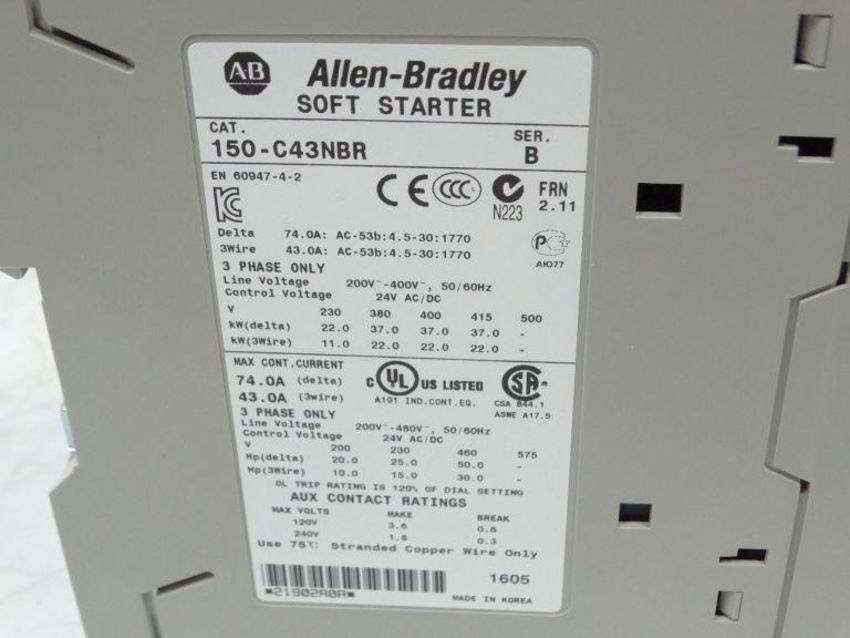 AB Allen-Bradley
SOFT STARTER
CAT. SER.
150-C43NBR B
EN 60947-4-2
CE CCC N223 FRN 2.11
Delta 74.0A: AC-53b:4.5-30:1770
3Wire 43.0A: AC-53b:4.5-30:1770
АЮ77
3 PHASE ONLY
Line Voltage 200V~-400V~, 50/60Hz
Control Voltage 24V AC/DC
V 230 380 400 415 500
kW(delta) 22.0 37.0 37.0 37.0 -
kW(3Wire) 11.0 22.0 22.0 22.0 -
MAX CONT.CURRENT
74.0A (delta) C UL US LISTED SA
43.0A (3wire) A191 IND.CONT.EQ. CSA B44.1
3 PHASE ONLY ASME A17.5
Line Voltage 200V~-480V~, 50/60Hz
Control Voltage 24V AC/DC
V 200 230 460 575
Hp(delta) 20.0 25.0 50.0 -
Hp(3Wire) 10.0 15.0 30.0 -
OL TRIP RATING IS 120% OF DIAL SETTING
AUX CONTACT RATINGS
MAX VOLTS MAKE BREAK
120V 3.6 0.6
240V 1.8 0.3
Use 75℃ Stranded Copper Wire Only
*21902A0A* 1605
MADE IN KOREA